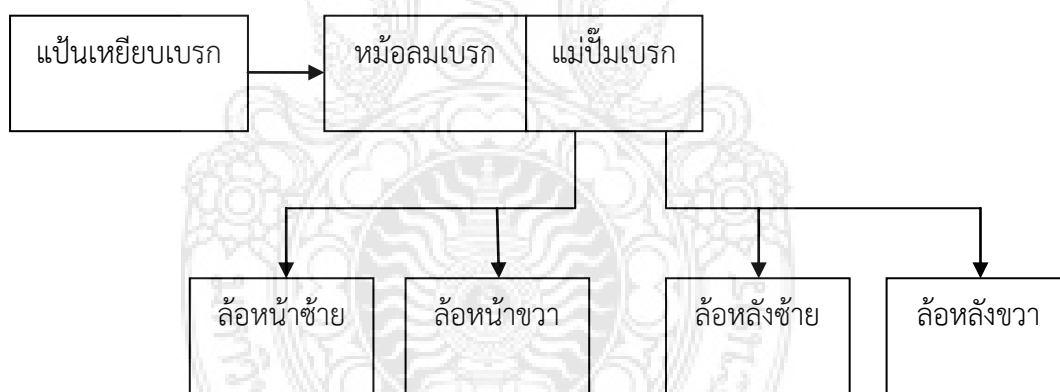 แป้นเหยียบเบรก
หม้อลมเบรก
แม่ปั๊มเบรก
ล้อหน้าซ้าย
ล้อหน้าขวา
ล้อหลังซ้าย
ล้อหลังขวา